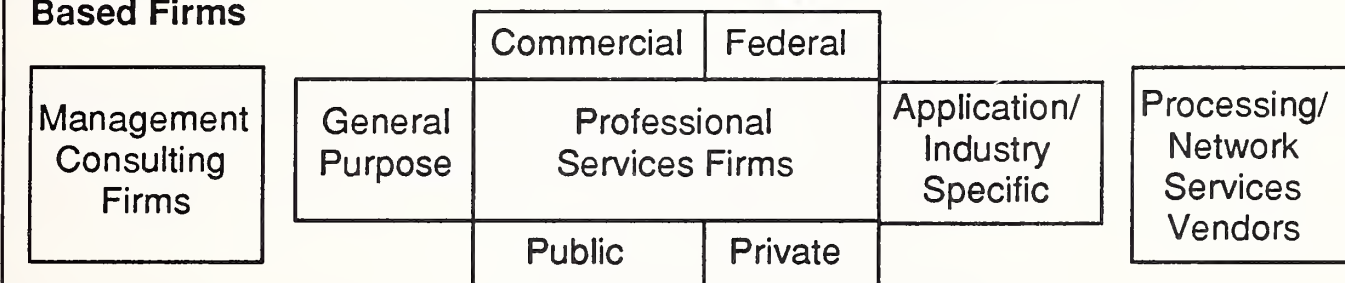 Based Firms
Commercial
Federal
Management
Consulting
Firms
General
Purpose
Professional
Services Firms
Application/
Industry
Specific
Processing/
Network
Services
Vendors
Public
Private